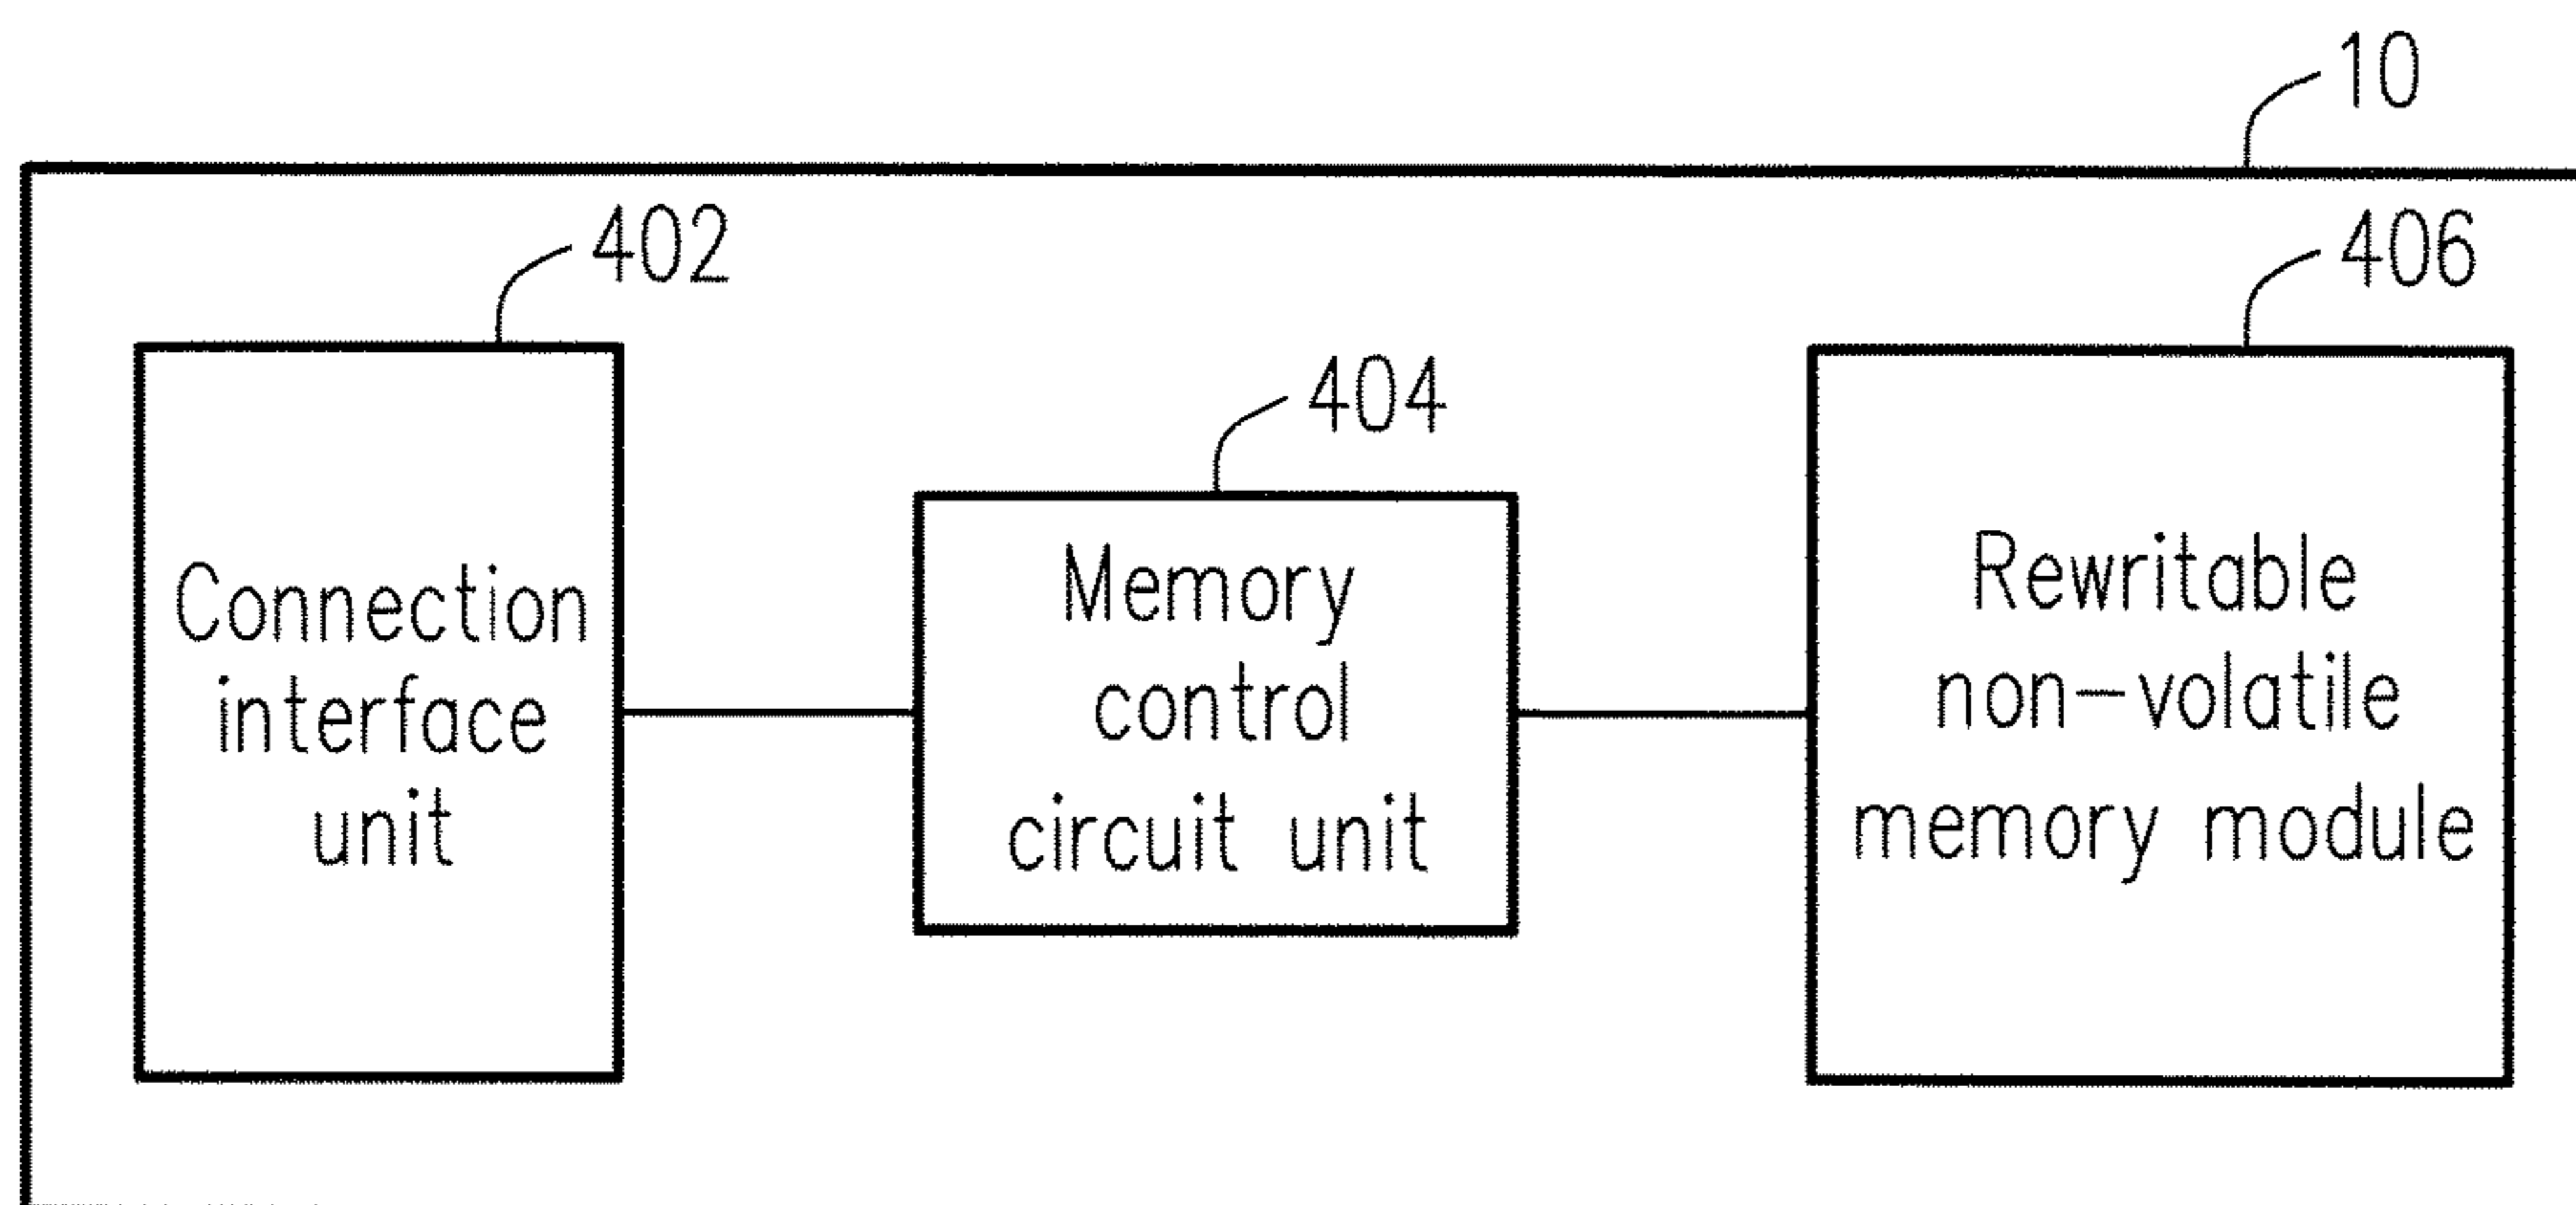 10
402
406
404
Connection
interface
unit
Memory
control
circuit unit
Rewritable
non-volatile
memory module